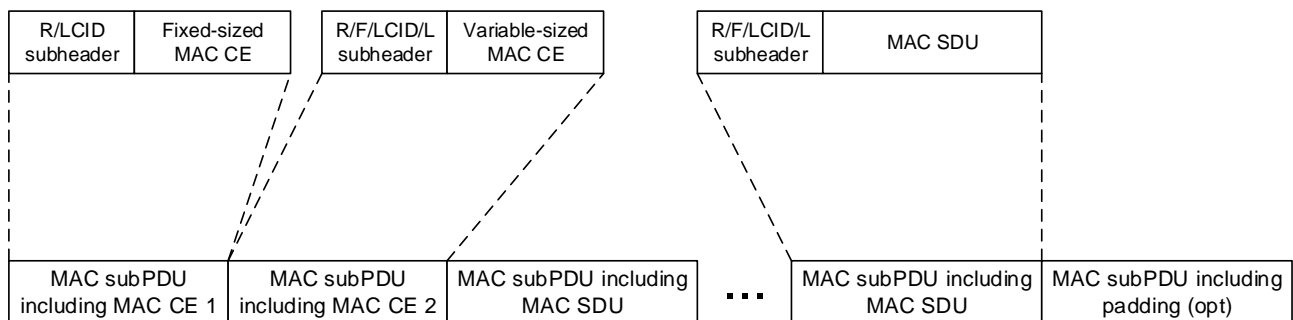 R/LCID
subheader
Fixed-sized
MAC CE
R/F/LCID/L
subheader
Variable-sized
MAC CE
R/F/LCID/L
subheader
MAC SDU
MAC subPDU
including MAC CE 1
MAC subPDU
including MAC CE 2
MAC subPDU including
MAC SDU
...
MAC subPDU including
MAC SDU
MAC subPDU including
padding (opt)